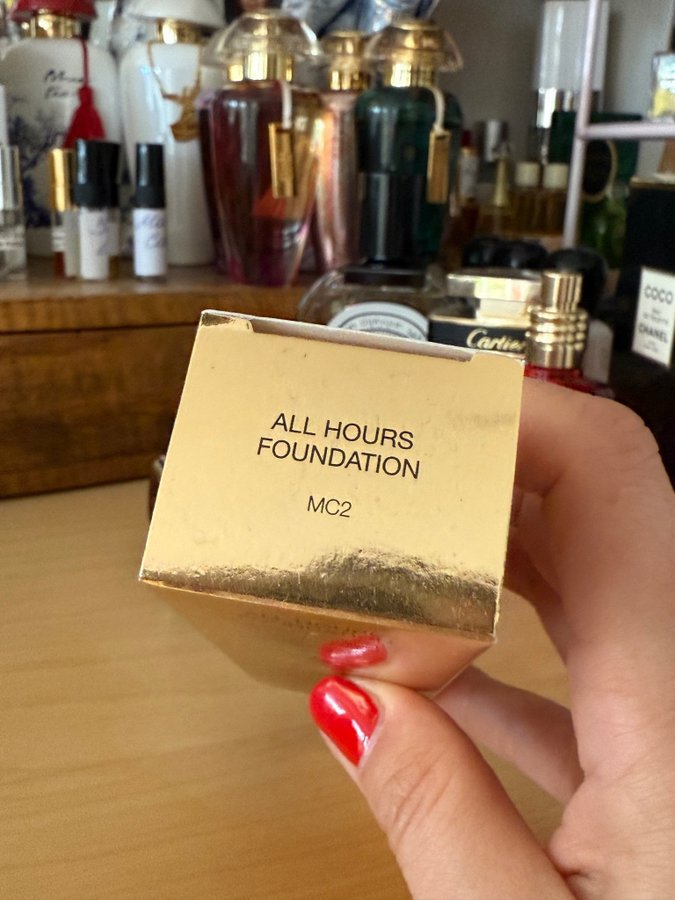 ALL HOURS
FOUNDATION
MC2
Cartier
COCO
CHANEL